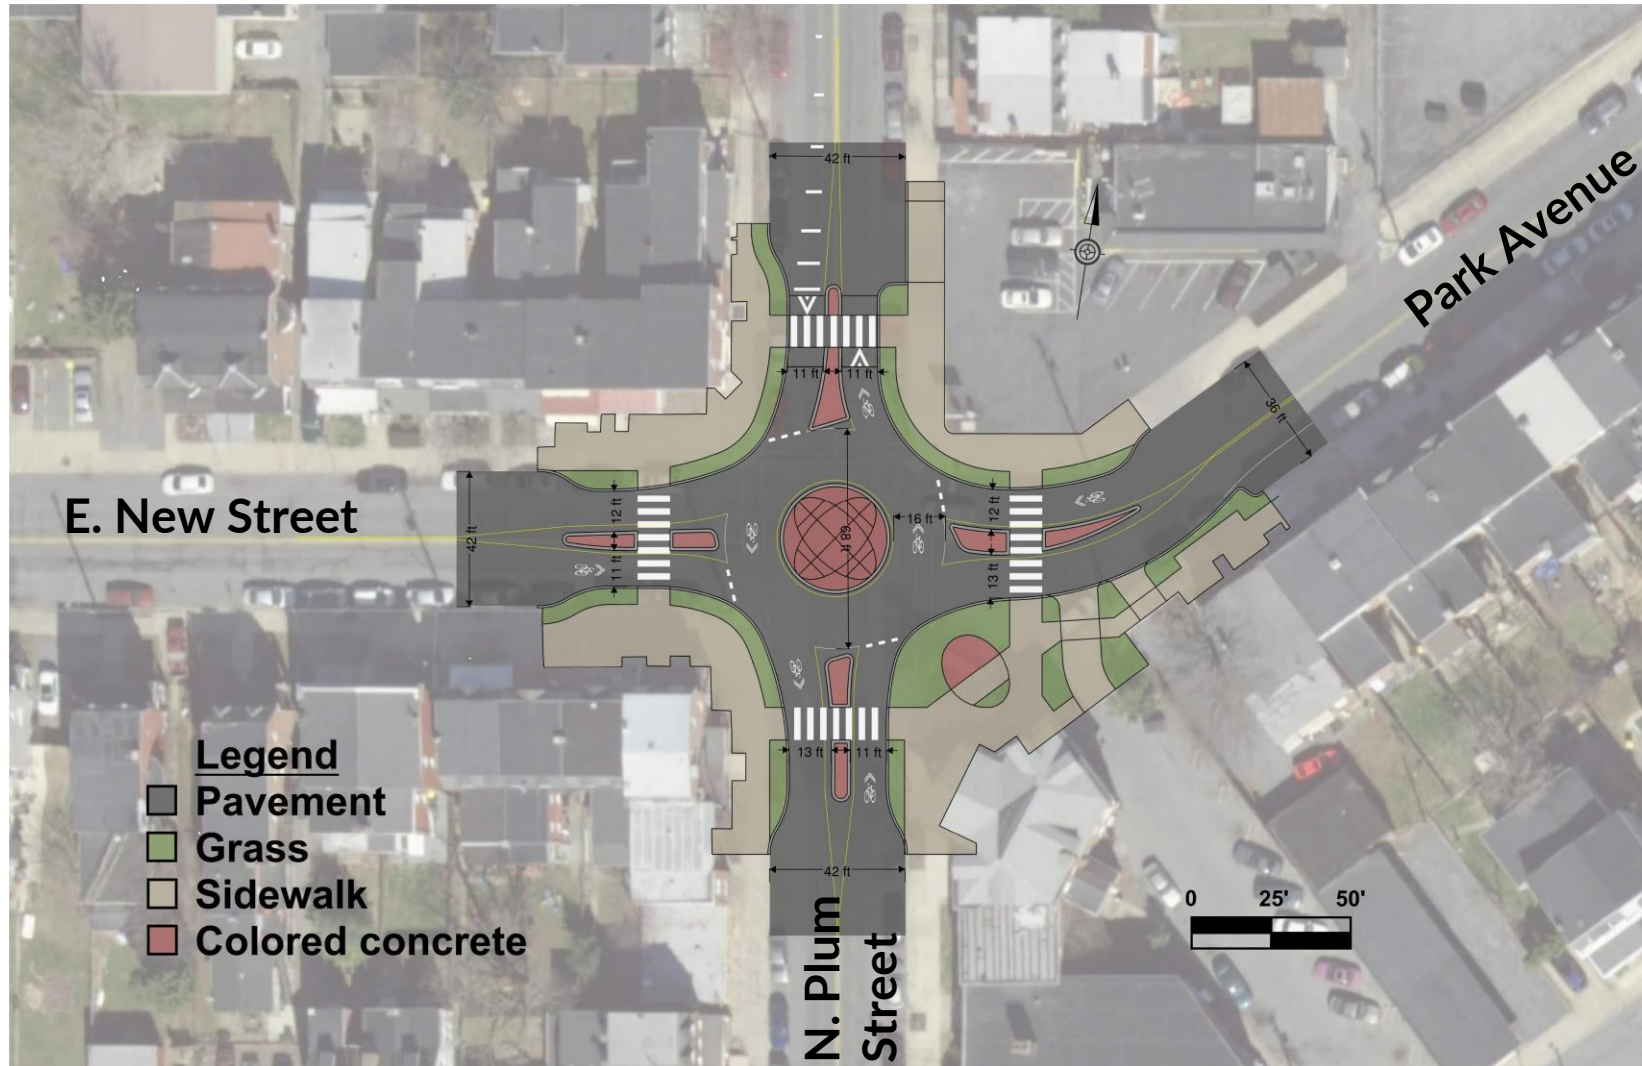 42 ft
Park Avenue
11 ft
11 ft
36 ft
E. New Street
42 ft
12 ft
11 ft
68 ft
16 ft
12 ft
13 ft
13 ft
11 ft
42 ft
Legend
Pavement
Grass
Sidewalk
Colored concrete
N. Plum
Street
0 25' 50'